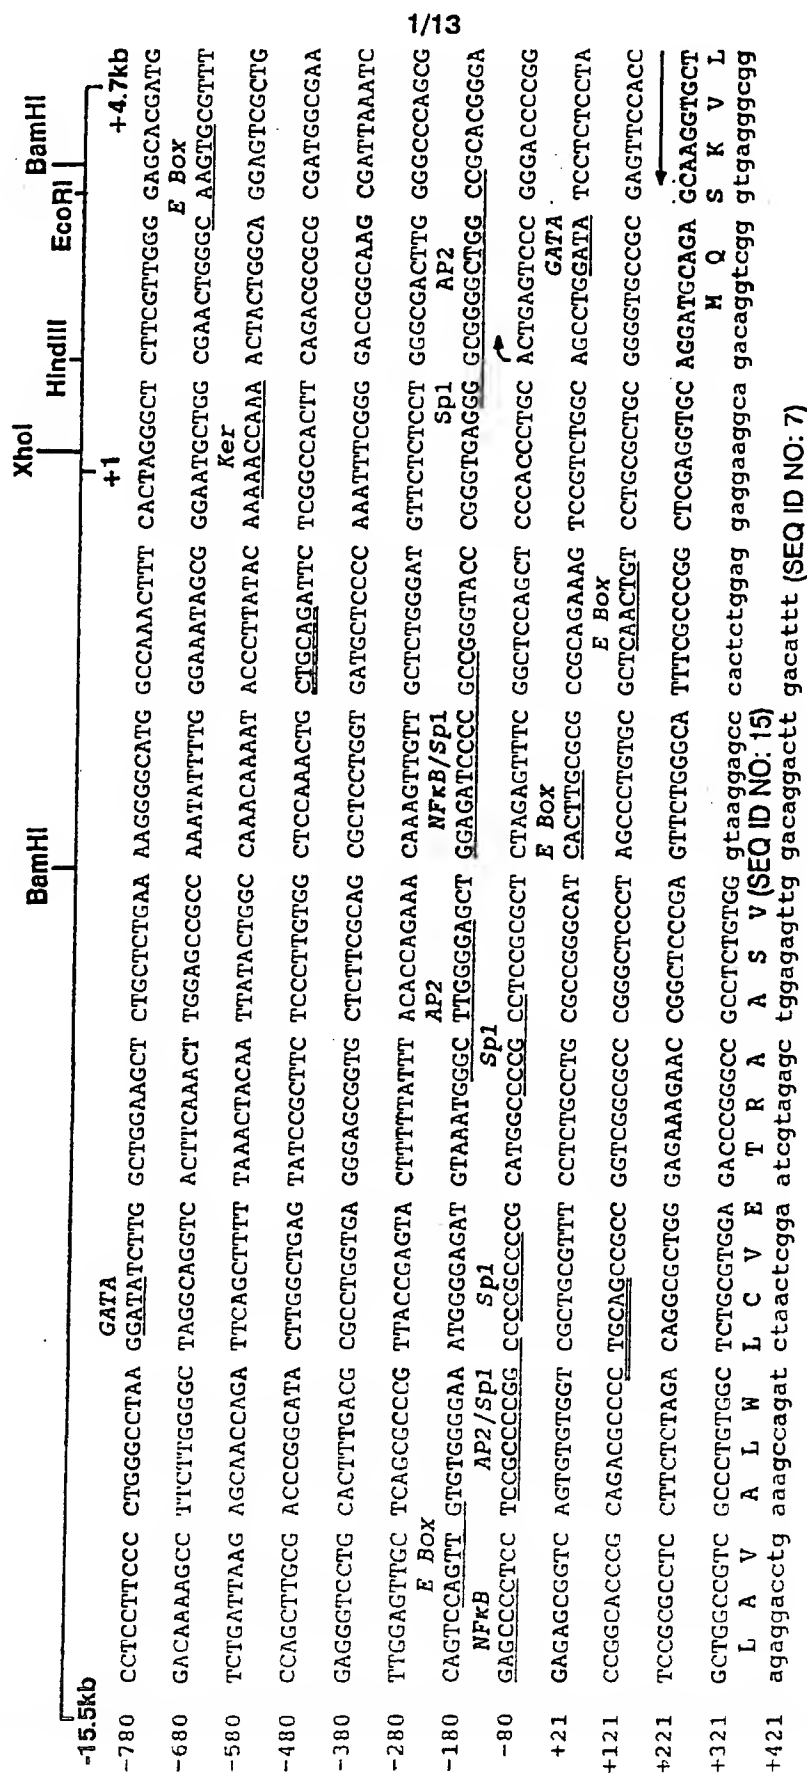 1/13
BamHI XhoI HindIII EcoRI BamHI
-15.5kb +1 +4.7kb
GATA
-780 CCTCCTTCCC CTGGGCCTAA GGATATCTTG GCTGGAAGCT CTGCTCTGAA AAGGGGCATG GCCAAACTTT CACTAGGGCT CTTCGTTGGG GAGCACGATG
E Box
-680 GACAAAAGCC TTCTTGGGGC TAGGCAGGTC ACTTCAAACT TGGAGCCGCC AAATATTTTG GGAAATAGCG GGAATGCTGG CGAACTGGGC AAGTGCGTTT
Ker
-580 TCTGATTAAG AGCAACCAGA TTCAGCTTTT TAAACTACAA TTATACTGGC CAAACAAAAT ACCCTTATAC AAAAACCAAA ACTACTGGCA GGAGTCGCTG
-480 CCAGCTTGCG ACCCGGCATA CTTGGCTGAG TATCCGCTTC TCCCTTGTGG CTCCAAACTG CTGCAGATTC TCGGCCACTT CAGACGCGCG CGATGGCGAA
-380 GAGGGTCCTG CACTTTGACG CGCCTGGTGA GGGAGCGGTG CTCTTCGCAG CGCTCCTGGT GATGCTCCCC AAATTTCGGG GACCGGCAAG CGATTAAATC
-280 TTGGAGTTGC TCAGCGCCCG TTACCGAGTA CTTTTTATTT ACACCAGAAA CAAAGTTGTT GCTCTGGGAT GTTCTCTCCT GGGCGACTTG GGGCCCAGCG
E Box AP2 NFκB/Sp1 Sp1 AP2
-180 CAGTCCAGTT GTGTGGGGAA ATGGGGAGAT GTAAATGGGC TTGGGGAGCT GGAGATCCCC GCCGGGTACC CGGGTGAGGG GCGGGGCTGG CCGCACGGGA
NFκB AP2/Sp1 Sp1 Sp1
-80 GAGCCCCTCC TCCGCCCCGG CCCCGCCCCG CATGGCCCCG CCTCCGCGCT CTAGAGTTTC GGCTCCAGCT CCCACCCTGC ACTGAGTCCC GGGACCCCGG
E Box GATA
+21 GAGAGCGGTC AGTGTGTGGT CGCTGCGTTT CCTCTGCCTG CGCCGGGCAT CACTTGCGCG CCGCAGAAAG TCCGTCTGGC AGCCTGGATA TCCTCTCCTA
E Box
+121 CCGGCACCCG CAGACGCCCC TGCAGCCGCC GGTCGGCGCC CGGGCTCCCT AGCCCTGTGC GCTCAACTGT CCTGCGCTGC GGGGTGCCGC GAGTTCCACC
+221 TCCGCGCCTC CTTCTCTAGA CAGGCGCTGG GAGAAAGAAC CGGCTCCCGA GTTCTGGGCA TTTCGCCCGG CTCGAGGTGC AGGATGCAGA GCAAGGTGCT
M Q S K V L
+321 GCTGGCCGTC GCCCTGTGGC TCTGCGTGGA GACCCGGGCC GCCTCTGTGG gtaaggagcc cactctggag gaggaaggca gacaggtcgg gtgagggcgg
L A V A L W L C V E T R A A S V (SEQ ID NO: 15)
+421 agaggacctg aaagccagat ctaactcgga atcgtagagc tggagagttg gacaggactt gacattt (SEQ ID NO: 7)